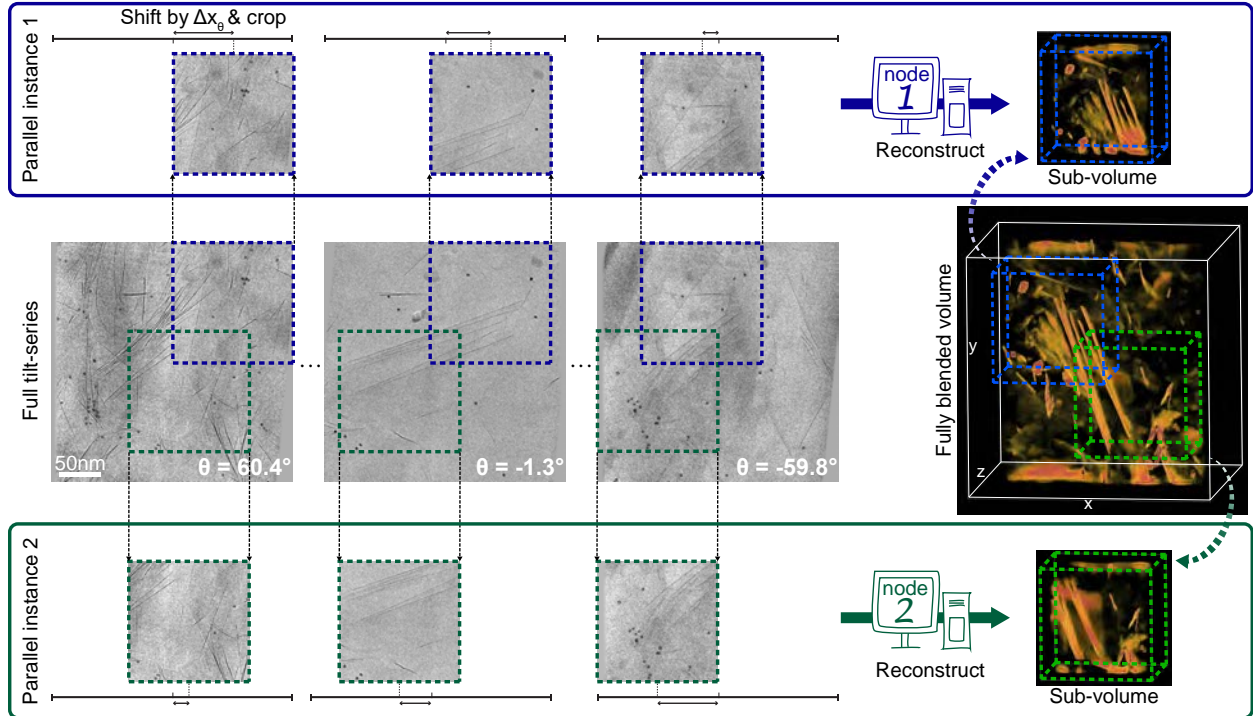 Parallel instance 1
Shift by Δx_θ & crop
node
1
Reconstruct
Sub-volume
Full tilt-series
50nm
θ = 60.4°
...
θ = -1.3°
...
θ = -59.8°
Fully blended volume
y
z
x
Parallel instance 2
node
2
Reconstruct
Sub-volume